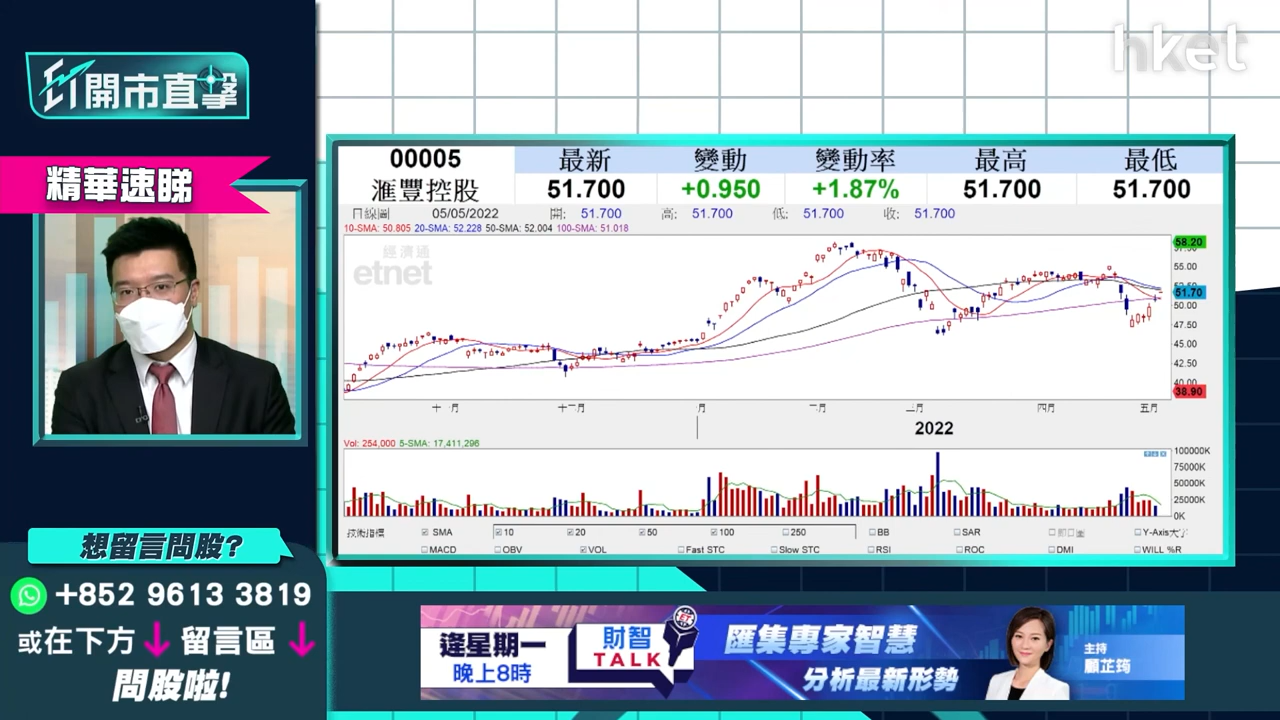 hket
ET開市直擊
精華速睇
00005
滙豐控股
最新
變動
變動率
最高
最低
51.700
+0.950
+1.87%
51.700
51.700
日線圖
05/05/2022
開: 51.700
高: 51.700
低: 51.700
收: 51.700
10-SMA: 50.805 20-SMA: 52.228 50-SMA: 52.004 100-SMA: 51.018
經濟通
etnet
58.20
55.00
51.70
50.00
47.50
45.00
42.50
40.00
38.90
十一月
十二月
月
二月
三月
四月
五月
2022
Vol: 254,000 5-SMA: 17,411,296
100000K
75000K
50000K
25000K
0K
技術指標
SMA
10
20
50
100
250
BB
SAR
Y-Axis
MACD
OBV
VOL
Fast STC
Slow STC
RSI
ROC
DMI
WILL %R
想留言問股?
+852 9613 3819
或在下方 留言區
問股啦!
逢星期一
晚上8時
財智
TALK
匯集專家智慧
分析最新形勢
主持
顧芷筠